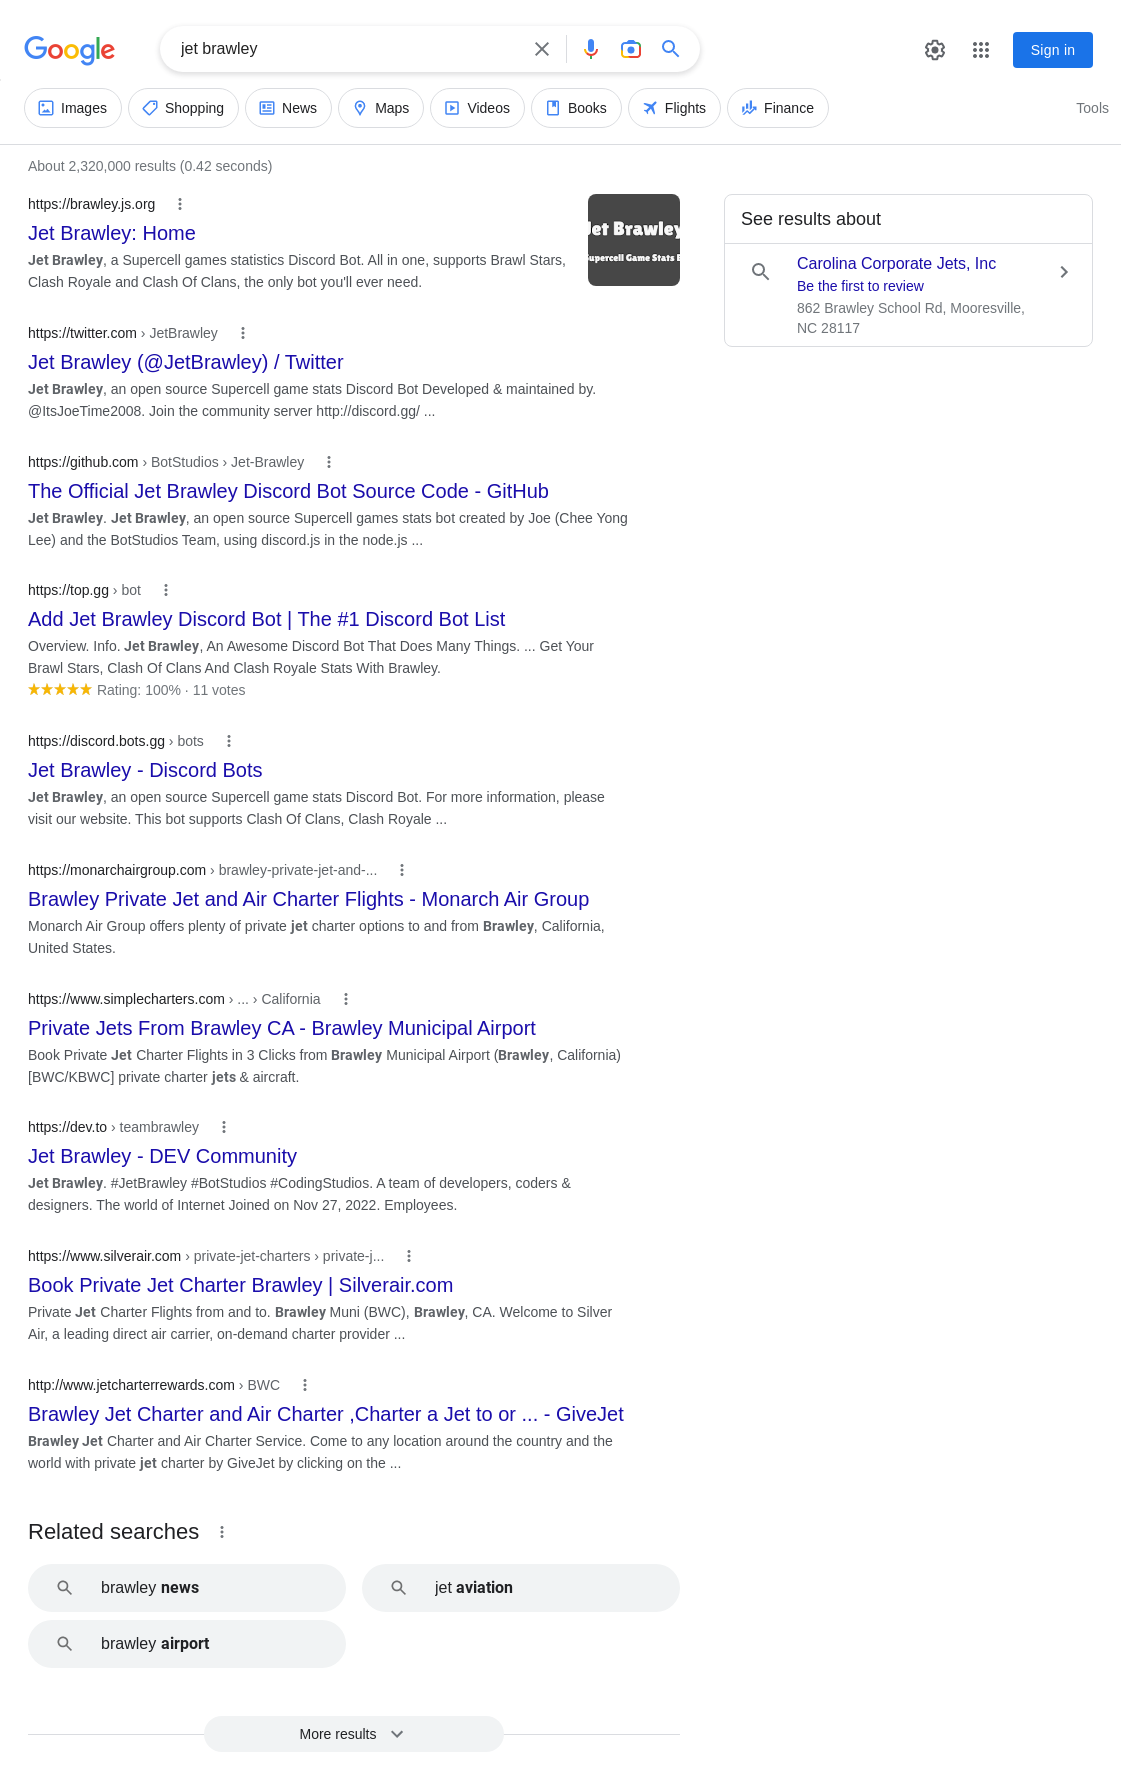 Google
jet brawley
Sign in
Images
Shopping
News
Maps
Videos
Books
Flights
Finance
Tools
About 2,320,000 results (0.42 seconds)
https://brawley.js.org
Jet Brawley: Home
Jet Brawley, a Supercell games statistics Discord Bot. All in one, supports Brawl Stars,
Clash Royale and Clash Of Clans, the only bot you'll ever need.
Jet Brawley
Supercell Game Stats
https://twitter.com › JetBrawley
Jet Brawley (@JetBrawley) / Twitter
Jet Brawley, an open source Supercell game stats Discord Bot Developed & maintained by.
@ItsJoeTime2008. Join the community server http://discord.gg/ ...
https://github.com › BotStudios › Jet-Brawley
The Official Jet Brawley Discord Bot Source Code - GitHub
Jet Brawley. Jet Brawley, an open source Supercell games stats bot created by Joe (Chee Yong
Lee) and the BotStudios Team, using discord.js in the node.js ...
https://top.gg › bot
Add Jet Brawley Discord Bot | The #1 Discord Bot List
Overview. Info. Jet Brawley, An Awesome Discord Bot That Does Many Things. ... Get Your
Brawl Stars, Clash Of Clans And Clash Royale Stats With Brawley.
Rating: 100% · 11 votes
https://discord.bots.gg › bots
Jet Brawley - Discord Bots
Jet Brawley, an open source Supercell game stats Discord Bot. For more information, please
visit our website. This bot supports Clash Of Clans, Clash Royale ...
https://monarchairgroup.com › brawley-private-jet-and-...
Brawley Private Jet and Air Charter Flights - Monarch Air Group
Monarch Air Group offers plenty of private jet charter options to and from Brawley, California,
United States.
https://www.simplecharters.com › ... › California
Private Jets From Brawley CA - Brawley Municipal Airport
Book Private Jet Charter Flights in 3 Clicks from Brawley Municipal Airport (Brawley, California)
[BWC/KBWC] private charter jets & aircraft.
https://dev.to › teambrawley
Jet Brawley - DEV Community
Jet Brawley. #JetBrawley #BotStudios #CodingStudios. A team of developers, coders &
designers. The world of Internet Joined on Nov 27, 2022. Employees.
https://www.silverair.com › private-jet-charters › private-j...
Book Private Jet Charter Brawley | Silverair.com
Private Jet Charter Flights from and to. Brawley Muni (BWC), Brawley, CA. Welcome to Silver
Air, a leading direct air carrier, on-demand charter provider ...
http://www.jetcharterrewards.com › BWC
Brawley Jet Charter and Air Charter ,Charter a Jet to or ... - GiveJet
Brawley Jet Charter and Air Charter Service. Come to any location around the country and the
world with private jet charter by GiveJet by clicking on the ...
See results about
Carolina Corporate Jets, Inc
Be the first to review
862 Brawley School Rd, Mooresville,
NC 28117
Related searches
brawley news
jet aviation
brawley airport
More results